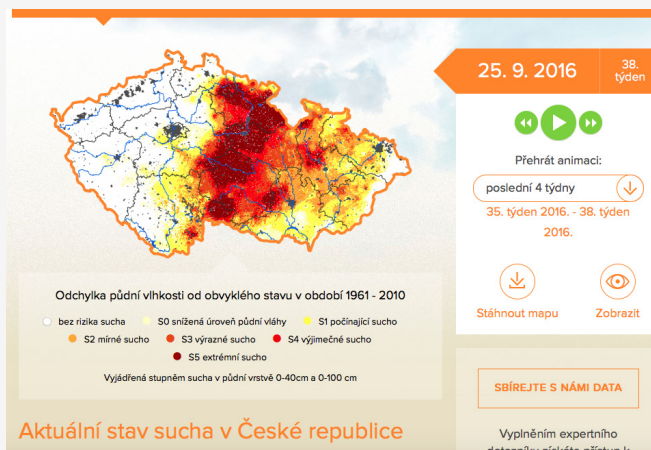 25. 9. 2016
38.
týden
Přehrát animaci:
poslední 4 týdny
35. týden 2016. - 38. týden
2016.
Stáhnout mapu
Zobrazit
Odchylka půdní vlhkosti od obvyklého stavu v období 1961 - 2010
bez rizika sucha
S0 snížená úroveň půdní vláhy
S1 počínající sucho
S2 mírné sucho
S3 výrazné sucho
S4 výjimečné sucho
S5 extrémní sucho
Vyjádřená stupněm sucha v půdní vrstvě 0-40cm a 0-100 cm
Aktuální stav sucha v České republice
SBÍREJTE S NÁMI DATA
Vyplněním expertního